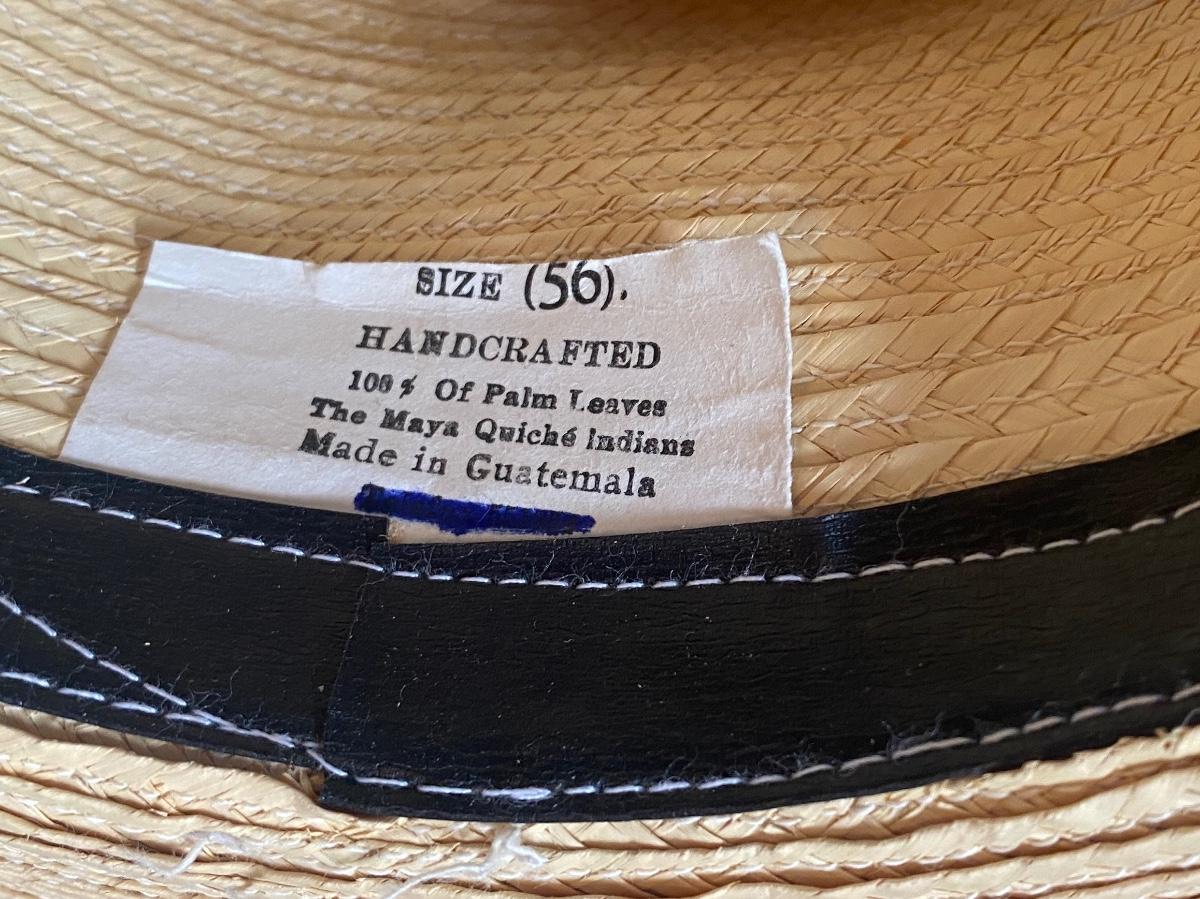 SIZE (56).
HANDCRAFTED
100% Of Palm Leaves
The Maya Quiché Indians
Made in Guatemala